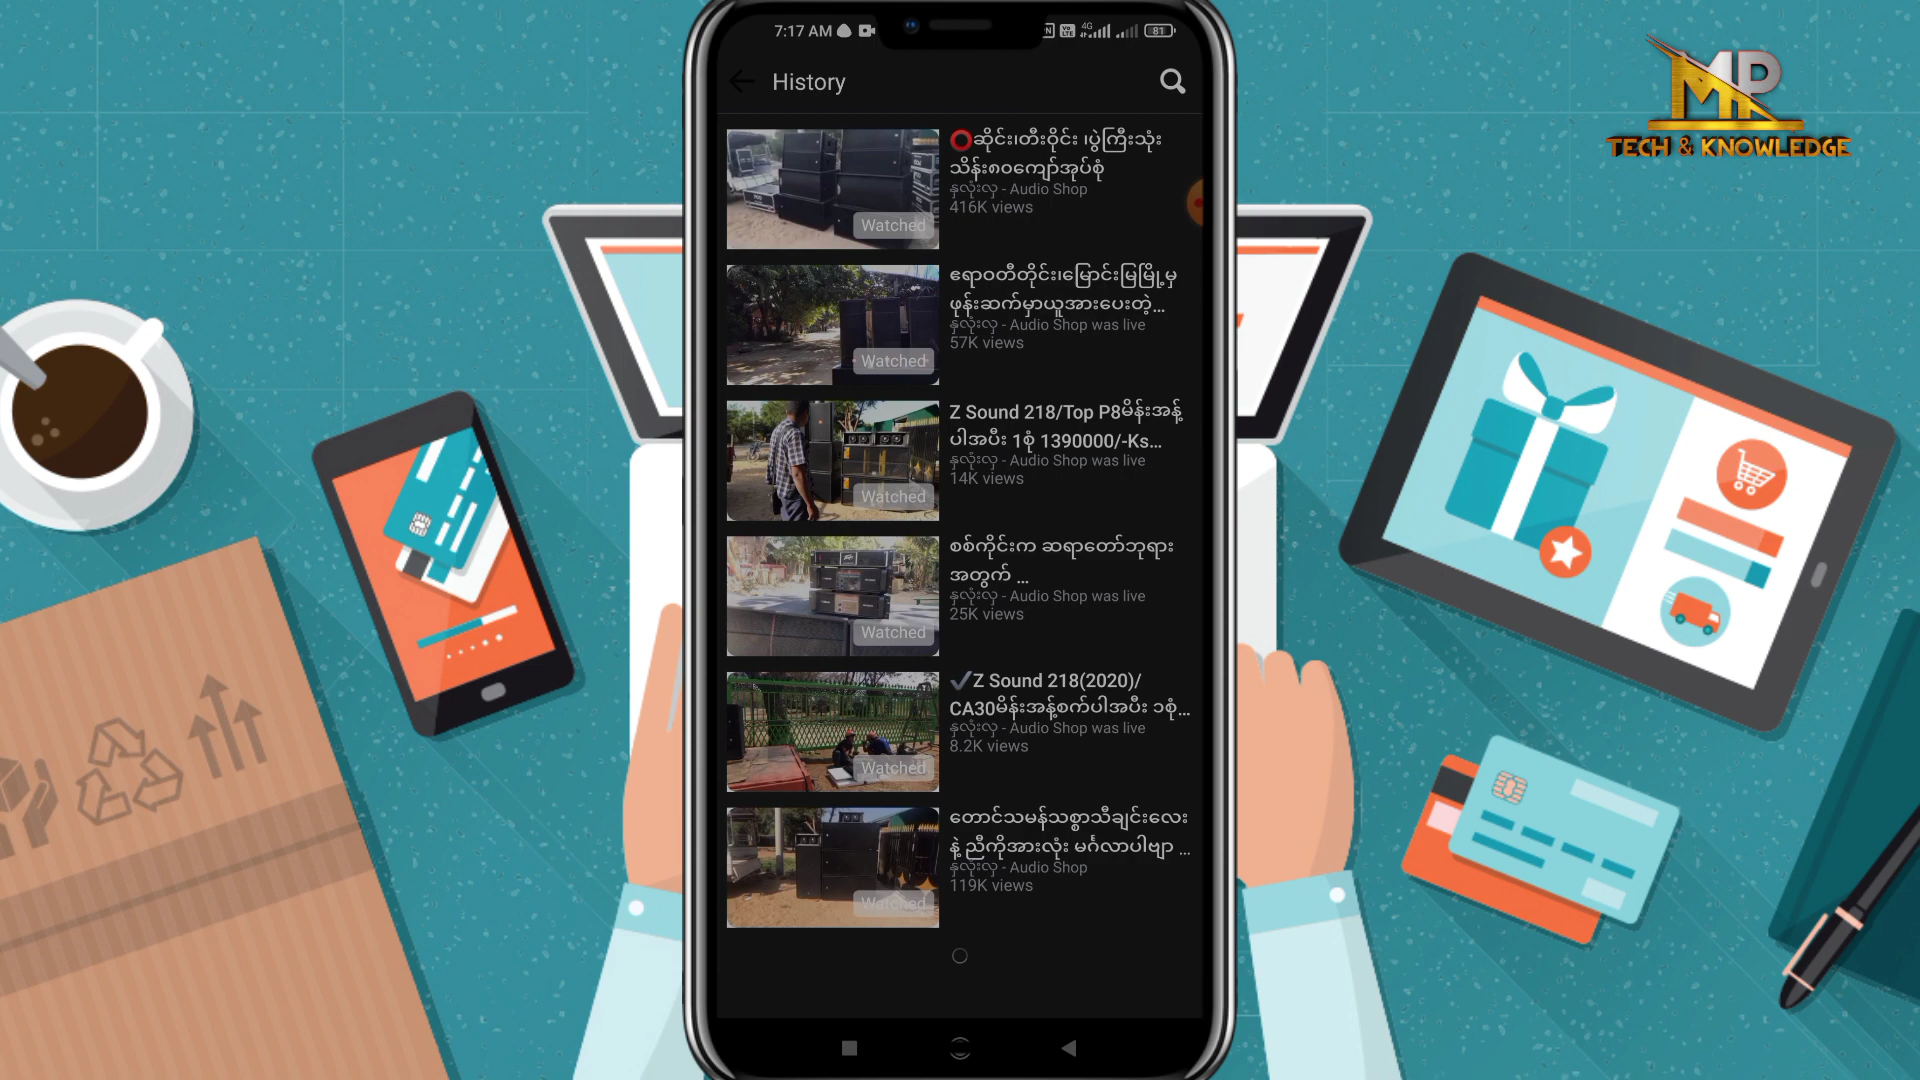 7:17 AM
4G
81
MP
TECH & KNOWLEDGE
History
⭕ဆိုင်း၊တီးဝိုင်း ၊ပွဲကြီးသုံး
သိန်း၈၀ကျော်အုပ်စုံ
နှလုံးလှ - Audio Shop
416K views
Watched
ဧရာဝတီတိုင်း၊မြောင်းမြမြို့မှ
ဖုန်းဆက်မှာယူအားပေးတဲ့...
နှလုံးလှ - Audio Shop was live
57K views
Watched
Z Sound 218/Top P8မိန်းအန့်
ပါအပီး 1စုံ 1390000/-Ks...
နှလုံးလှ - Audio Shop was live
14K views
Watched
စစ်ကိုင်းက ဆရာတော်ဘုရား
အတွက် ...
နှလုံးလှ - Audio Shop was live
25K views
Watched
✔Z Sound 218(2020)/
CA30မိန်းအန့်စက်ပါအပီး ၁စုံ...
နှလုံးလှ - Audio Shop was live
8.2K views
Watched
တောင်သမန်သစ္စာသီချင်းလေး
နဲ့ ညီကိုအားလုံး မင်္ဂလာပါဗျာ ...
နှလုံးလှ - Audio Shop
119K views
Watched